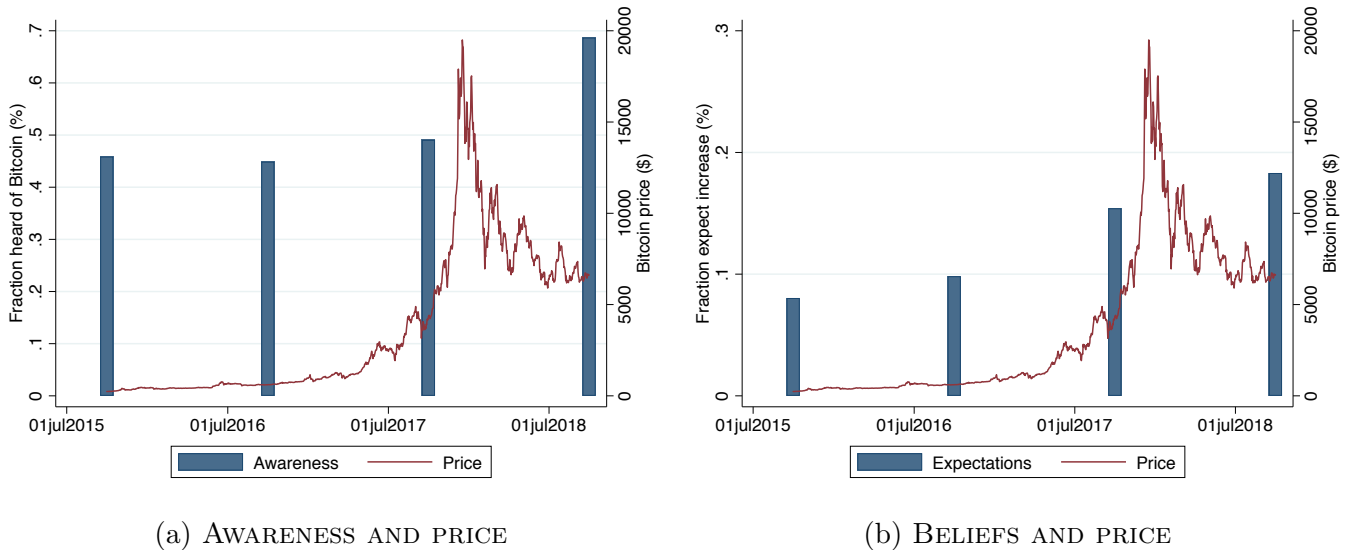 Fraction heard of Bitcoin (%)
.7
.6
.5
.4
.3
.2
.1
0
20000
15000
10000
5000
0
Bitcoin price ($)
01jul2015 01jul2016 01jul2017 01jul2018
Awareness Price
(a) AWARENESS AND PRICE
Fraction expect increase (%)
.3
.2
.1
0
20000
15000
10000
5000
0
Bitcoin price ($)
01jul2015 01jul2016 01jul2017 01jul2018
Expectations Price
(b) BELIEFS AND PRICE